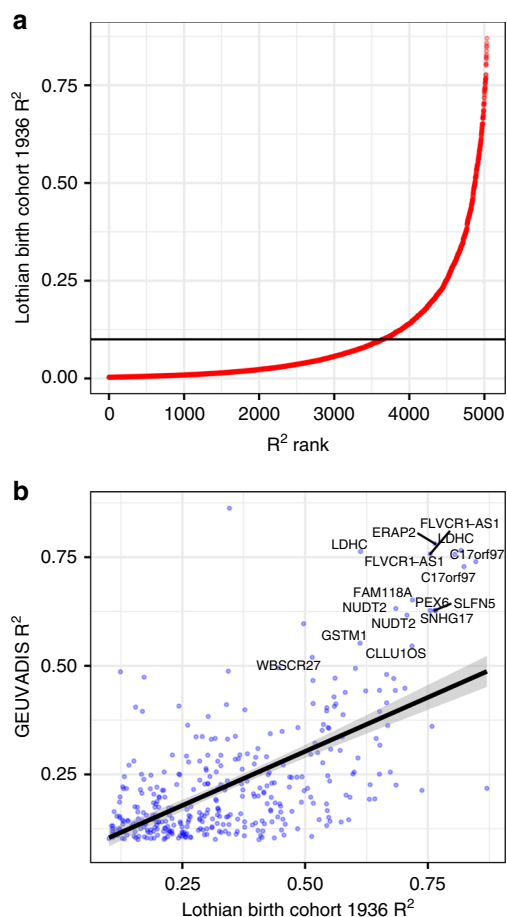 a
Lothian birth cohort 1936 R²
0.75
0.50
0.25
0.00
0 1000 2000 3000 4000 5000
R² rank
b
GEUVADIS R²
0.75
0.50
0.25
FLVCR1–AS1
ERAP2
LDHC
LDHC
C17orf97
FLVCR1–AS1
C17orf97
FAM118A
PEX6
SLFN5
NUDT2
SNHG17
NUDT2
GSTM1
CLLU1OS
WBSCR27
0.25 0.50 0.75
Lothian birth cohort 1936 R²